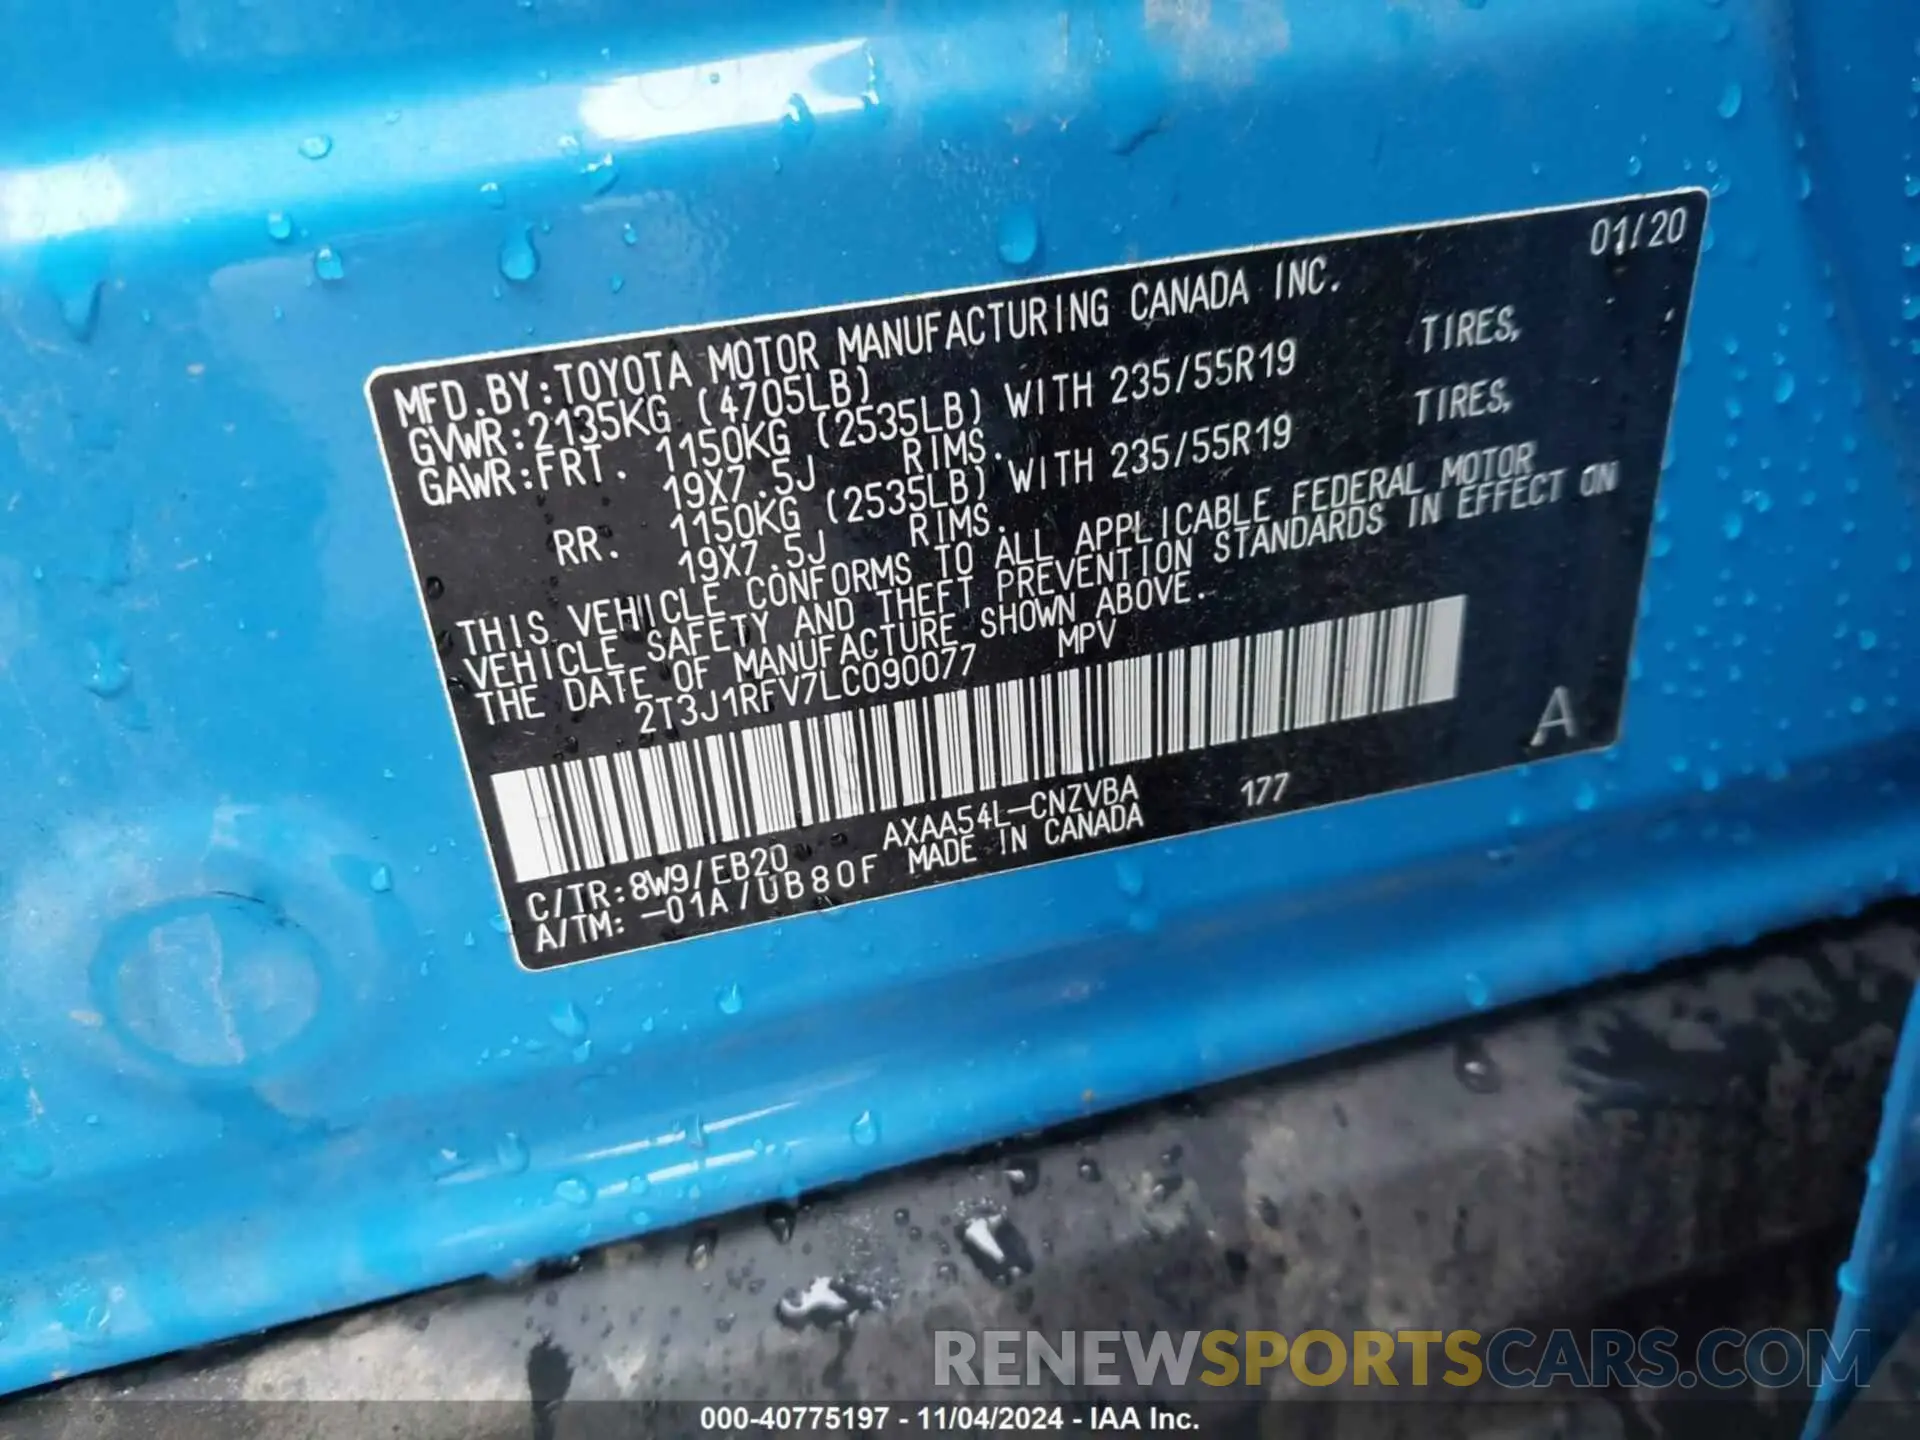 01/20
MFD.BY:TOYOTA MOTOR MANUFACTURING CANADA INC.
GVWR:2135KG (4705LB)
GAWR:FRT. 1150KG (2535LB) WITH 235/55R19 TIRES,
19X7.5J RIMS.
RR. 1150KG (2535LB) WITH 235/55R19 TIRES,
19X7.5J RIMS.
THIS VEHICLE CONFORMS TO ALL APPLICABLE FEDERAL MOTOR
VEHICLE SAFETY AND THEFT PREVENTION STANDARDS IN EFFECT ON
THE DATE OF MANUFACTURE SHOWN ABOVE.
2T3J1RFV7LC090077 MPV
A
C/TR:8W9/EB20 AXAA54L-CNZVBA 177
A/TM: -01A/UB80F MADE IN CANADA
RENEWSPORTSCARS.COM
000-40775197 - 11/04/2024 - IAA Inc.